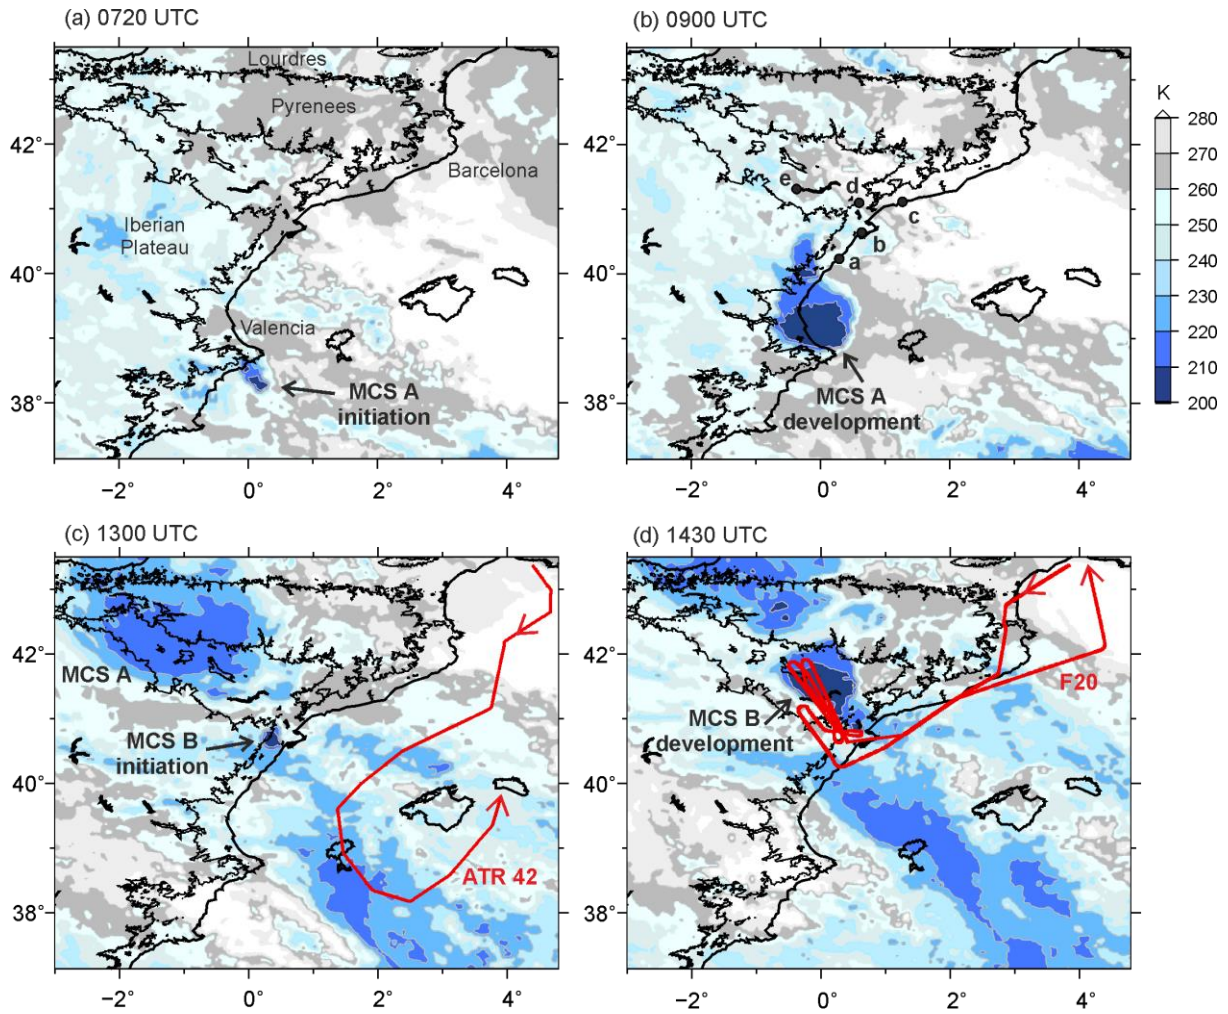 (a) 0720 UTC
(b) 0900 UTC
Lourdres
Pyrenees
Barcelona
Iberian
Plateau
Valencia
MCS A
initiation
42°
40°
38°
−2°
0°
2°
4°
e
d
c
b
a
MCS A
development
42°
40°
38°
−2°
0°
2°
4°
K
280
270
260
250
240
230
220
210
200
(c) 1300 UTC
(d) 1430 UTC
MCS A
MCS B
initiation
ATR 42
42°
40°
38°
−2°
0°
2°
4°
F20
MCS B
development
42°
40°
38°
−2°
0°
2°
4°